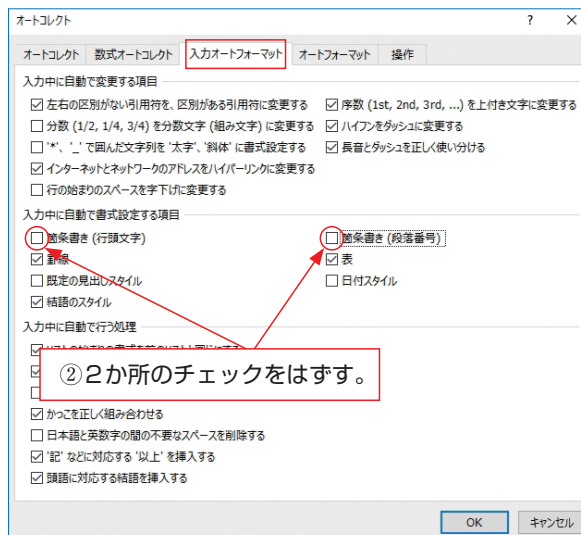 オートコレクト ? ×
オートコレクト 数式オートコレクト 入力オートフォーマット オートフォーマット 操作
入力中に自動で変更する項目
左右の区別がない引用符を、区別がある引用符に変更する 序数 (1st, 2nd, 3rd, ...) を上付き文字に変更する
分数 (1/2, 1/4, 3/4) を分数文字 (組み文字) に変更する ハイフンをダッシュに変更する
'*'、'_' で囲んだ文字列を '太字'、'斜体' に書式設定する 長音とダッシュを正しく使い分ける
インターネットとネットワークのアドレスをハイパーリンクに変更する
行の始まりのスペースを字下げに変更する
入力中に自動で書式設定する項目
箇条書き (行頭文字) 箇条書き (段落番号)
罫線 表
既定の見出しスタイル 日付スタイル
結語のスタイル
入力中に自動で行う処理
②2か所のチェックをはずす。
かっこを正しく組み合わせる
日本語と英数字の間の不要なスペースを削除する
'記' などに対応する '以上' を挿入する
頭語に対応する結語を挿入する
OK キャンセル